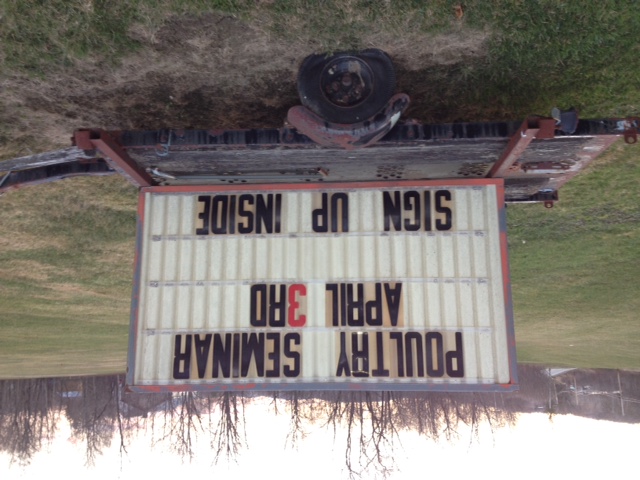 POULTRY SEMINAR
APRIL 3RD
SIGN UP INSIDE